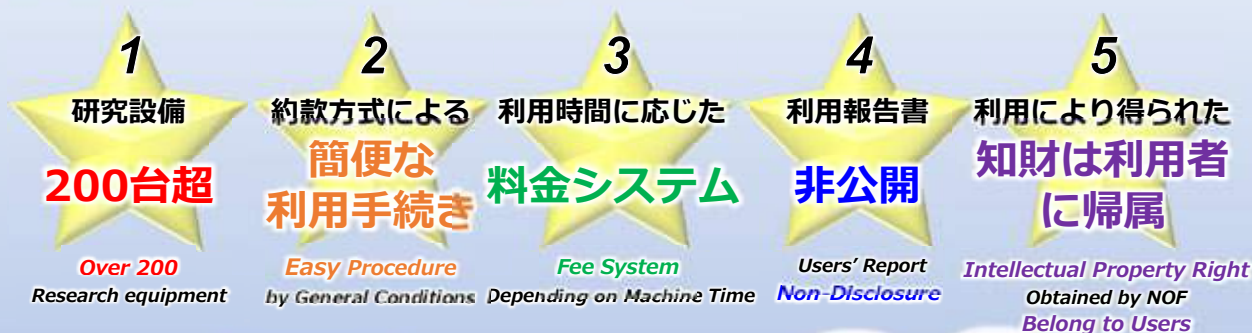 1
研究設備
200台超
Over 200
Research equipment
2
約款方式による
簡便な
利用手続き
Easy Procedure
by General Conditions
3
利用時間に応じた
料金システム
Fee System
Depending on Machine Time
4
利用報告書
非公開
Users’ Report
Non-Disclosure
5
利用により得られた
知財は利用者
に帰属
Intellectual Property Right
Obtained by NOF
Belong to Users